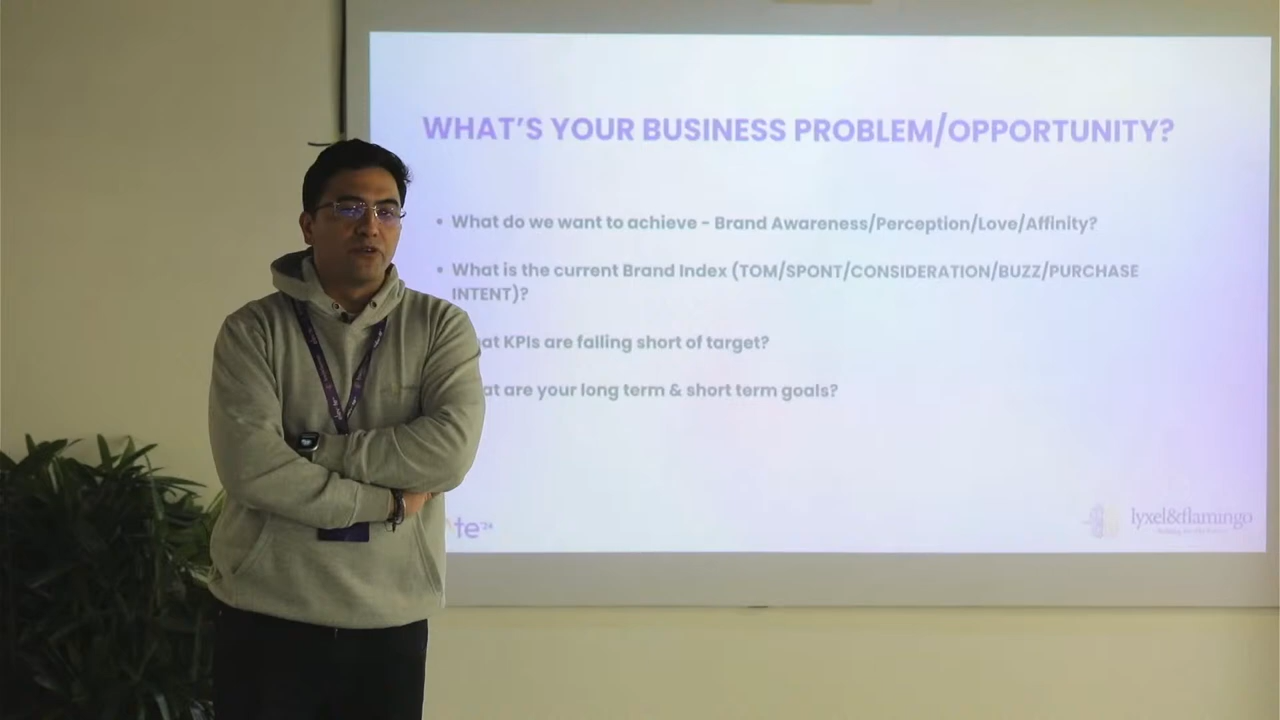 WHAT'S YOUR BUSINESS PROBLEM/OPPORTUNITY?
• What do we want to achieve - Brand Awareness/Perception/Love/Affinity?
• What is the current Brand Index (TOM/SPONT/CONSIDERATION/BUZZ/PURCHASE
INTENT)?
at KPIs are falling short of target?
at are your long term & short term goals?
te'24
lyxel&flamingo